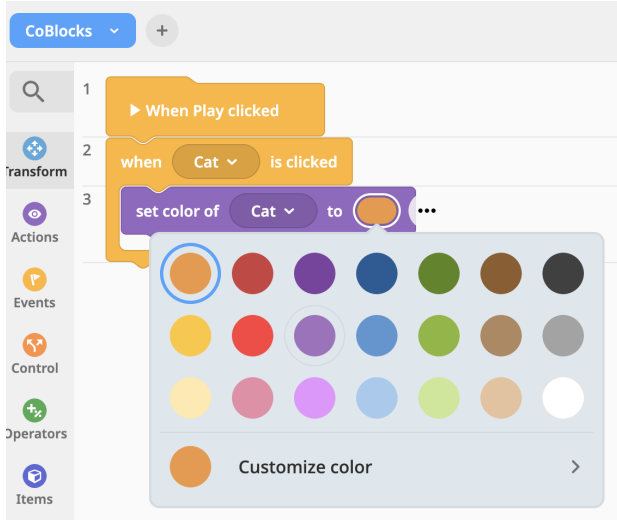 CoBlocks
+
1
When Play clicked
2
when Cat is clicked
3
set color of Cat to
Transform
Actions
Events
Control
Operators
Items
Customize color